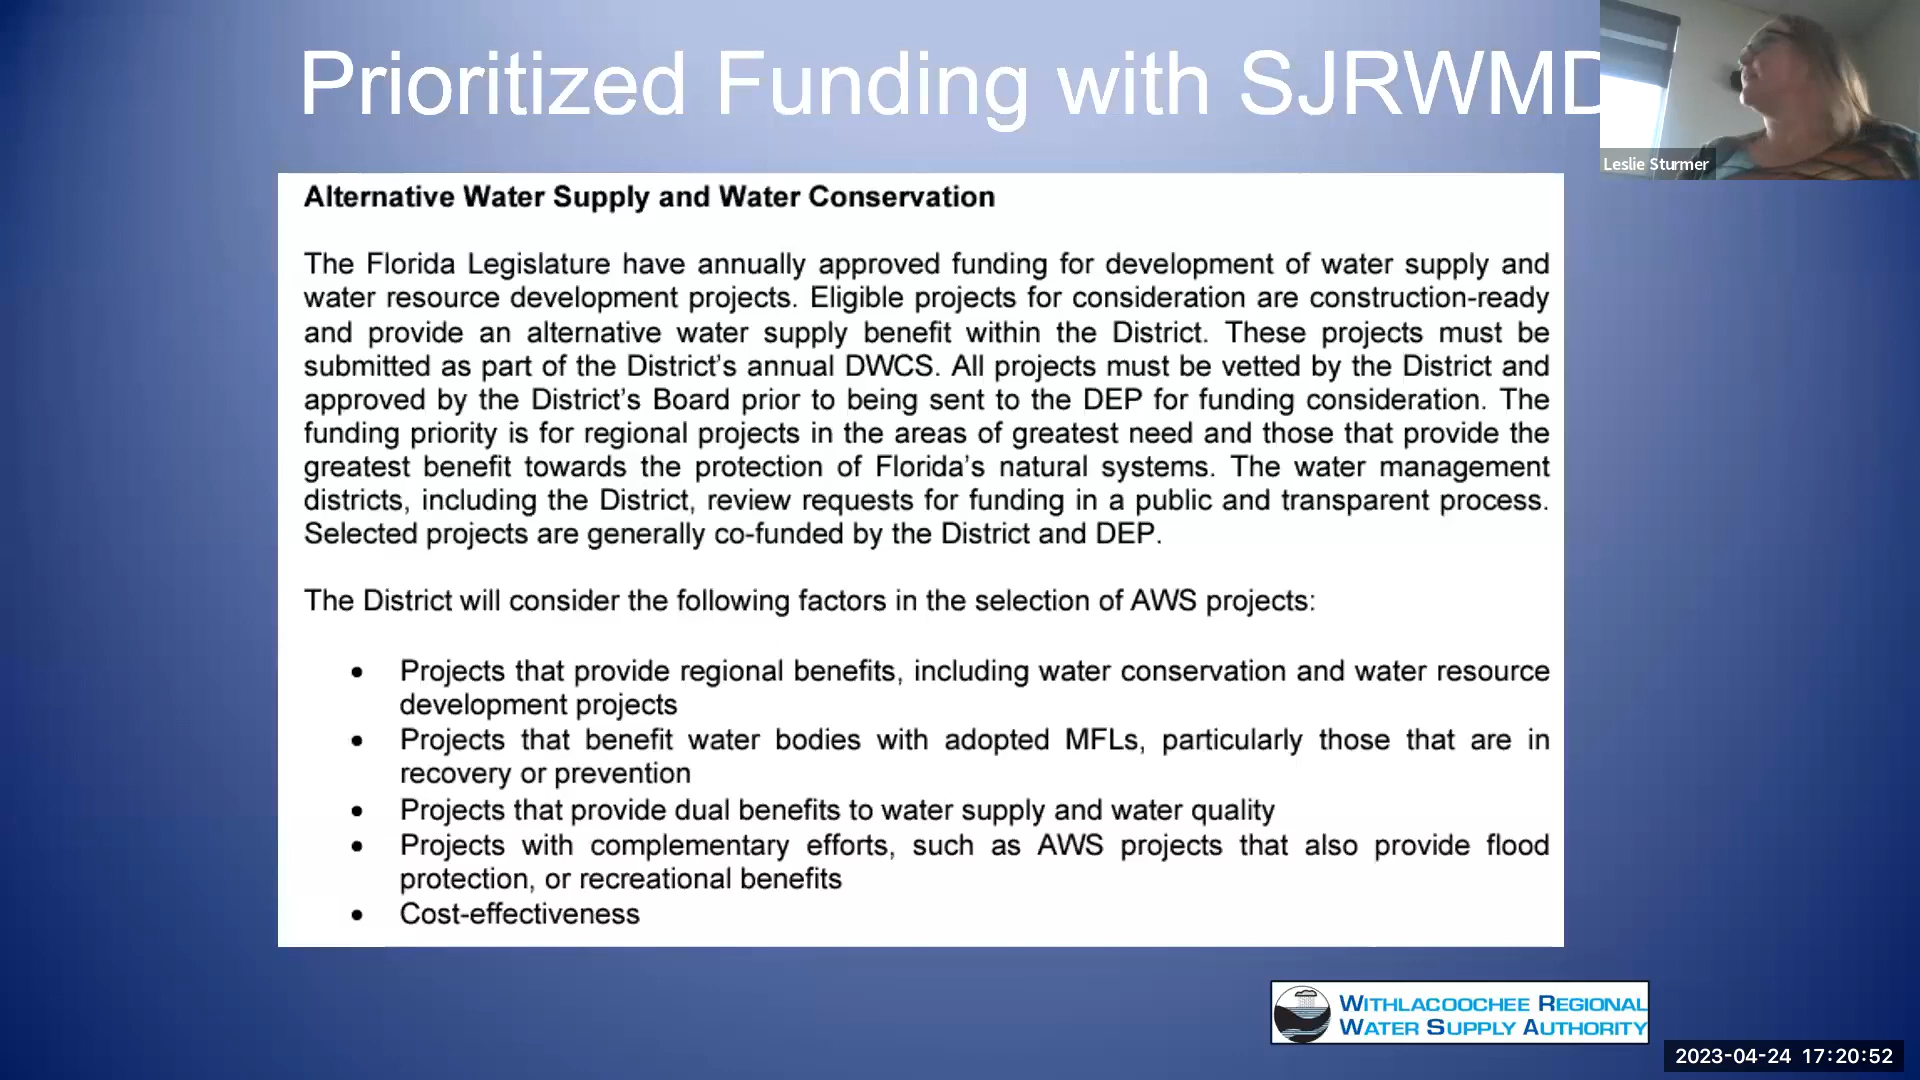 Prioritized Funding with SJRWMD
Leslie Sturmer
Alternative Water Supply and Water Conservation
The Florida Legislature have annually approved funding for development of water supply and
water resource development projects. Eligible projects for consideration are construction-ready
and provide an alternative water supply benefit within the District. These projects must be
submitted as part of the District's annual DWCS. All projects must be vetted by the District and
approved by the District's Board prior to being sent to the DEP for funding consideration. The
funding priority is for regional projects in the areas of greatest need and those that provide the
greatest benefit towards the protection of Florida's natural systems. The water management
districts, including the District, review requests for funding in a public and transparent process.
Selected projects are generally co-funded by the District and DEP.
The District will consider the following factors in the selection of AWS projects:
• Projects that provide regional benefits, including water conservation and water resource
development projects
• Projects that benefit water bodies with adopted MFLs, particularly those that are in
recovery or prevention
• Projects that provide dual benefits to water supply and water quality
• Projects with complementary efforts, such as AWS projects that also provide flood
protection, or recreational benefits
• Cost-effectiveness
WITHLACOOCHEE REGIONAL
WATER SUPPLY AUTHORITY
2023-04-24 17:20:52